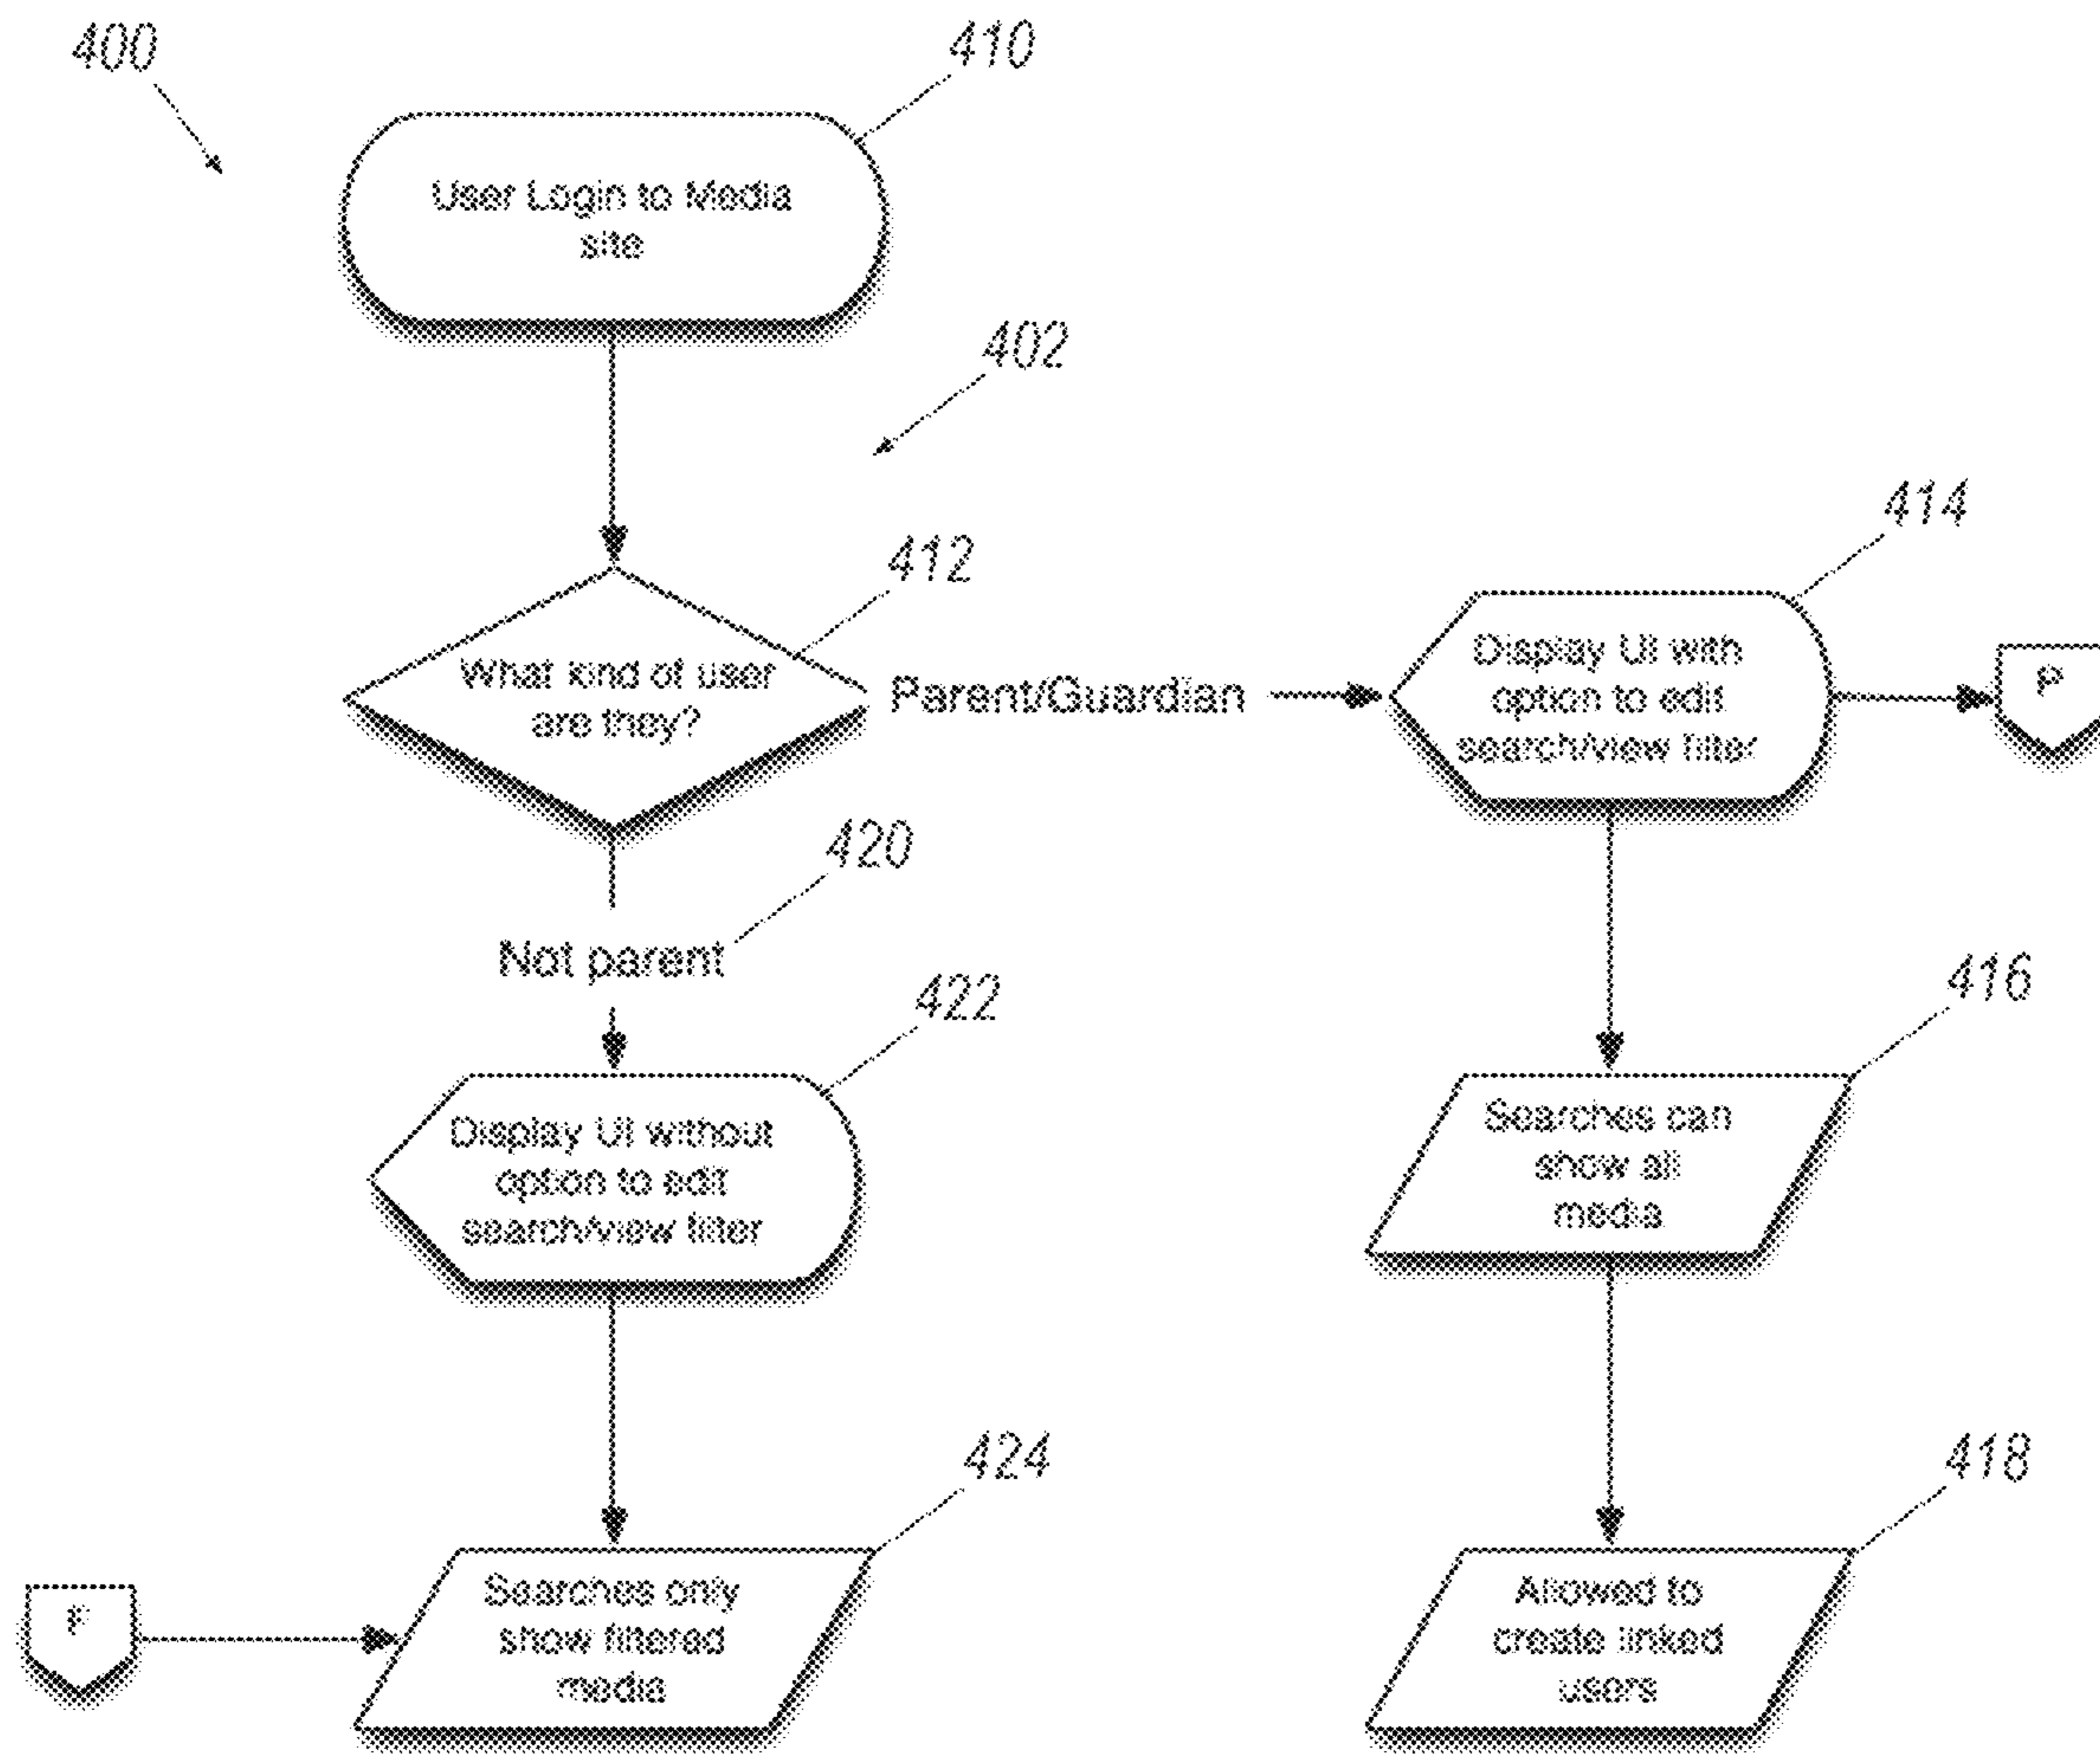 400
410
User Login to Media
site
402
412
What kind of user
are they?
Parent/Guardian
414
Display UI with
option to edit
search/view filter
P
420
Not parent
422
Display UI without
option to edit
search/view filter
416
Searches can
show all
media
424
Searches only
show filtered
media
F
418
Allowed to
create linked
users